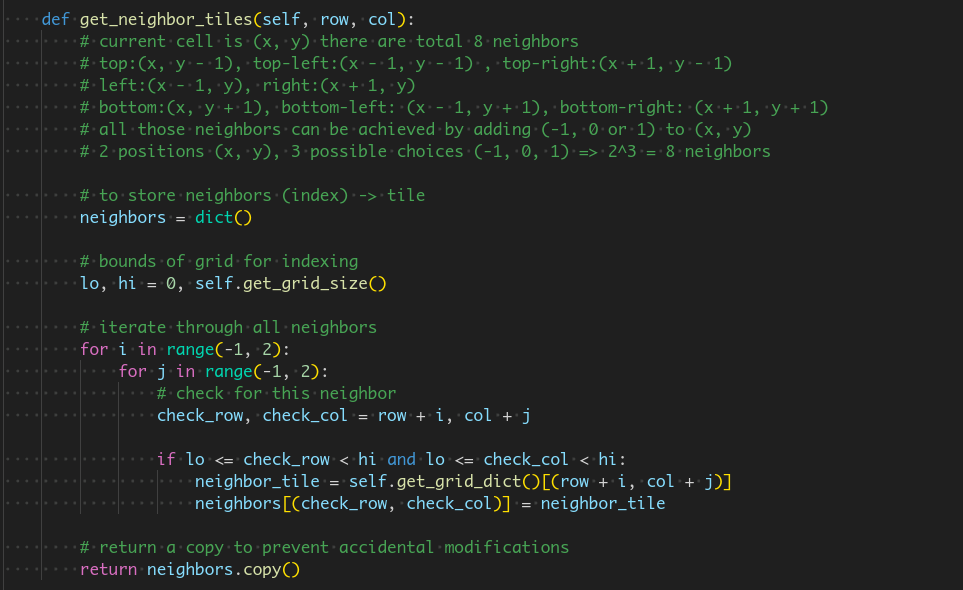 def get_neighbor_tiles(self, row, col):
# current cell is (x, y) there are total 8 neighbors
# top:(x, y - 1), top-left:(x - 1, y - 1) , top-right:(x + 1, y - 1)
# left:(x - 1, y), right:(x + 1, y)
# bottom:(x, y + 1), bottom-left: (x - 1, y + 1), bottom-right: (x + 1, y + 1)
# all those neighbors can be achieved by adding (-1, 0 or 1) to (x, y)
# 2 positions (x, y), 3 possible choices (-1, 0, 1) => 2^3 = 8 neighbors
# to store neighbors (index) -> tile
neighbors = dict()
# bounds of grid for indexing
lo, hi = 0, self.get_grid_size()
# iterate through all neighbors
for i in range(-1, 2):
for j in range(-1, 2):
# check for this neighbor
check_row, check_col = row + i, col + j
if lo <= check_row < hi and lo <= check_col < hi:
neighbor_tile = self.get_grid_dict()[(row + i, col + j)]
neighbors[(check_row, check_col)] = neighbor_tile
# return a copy to prevent accidental modifications
return neighbors.copy()